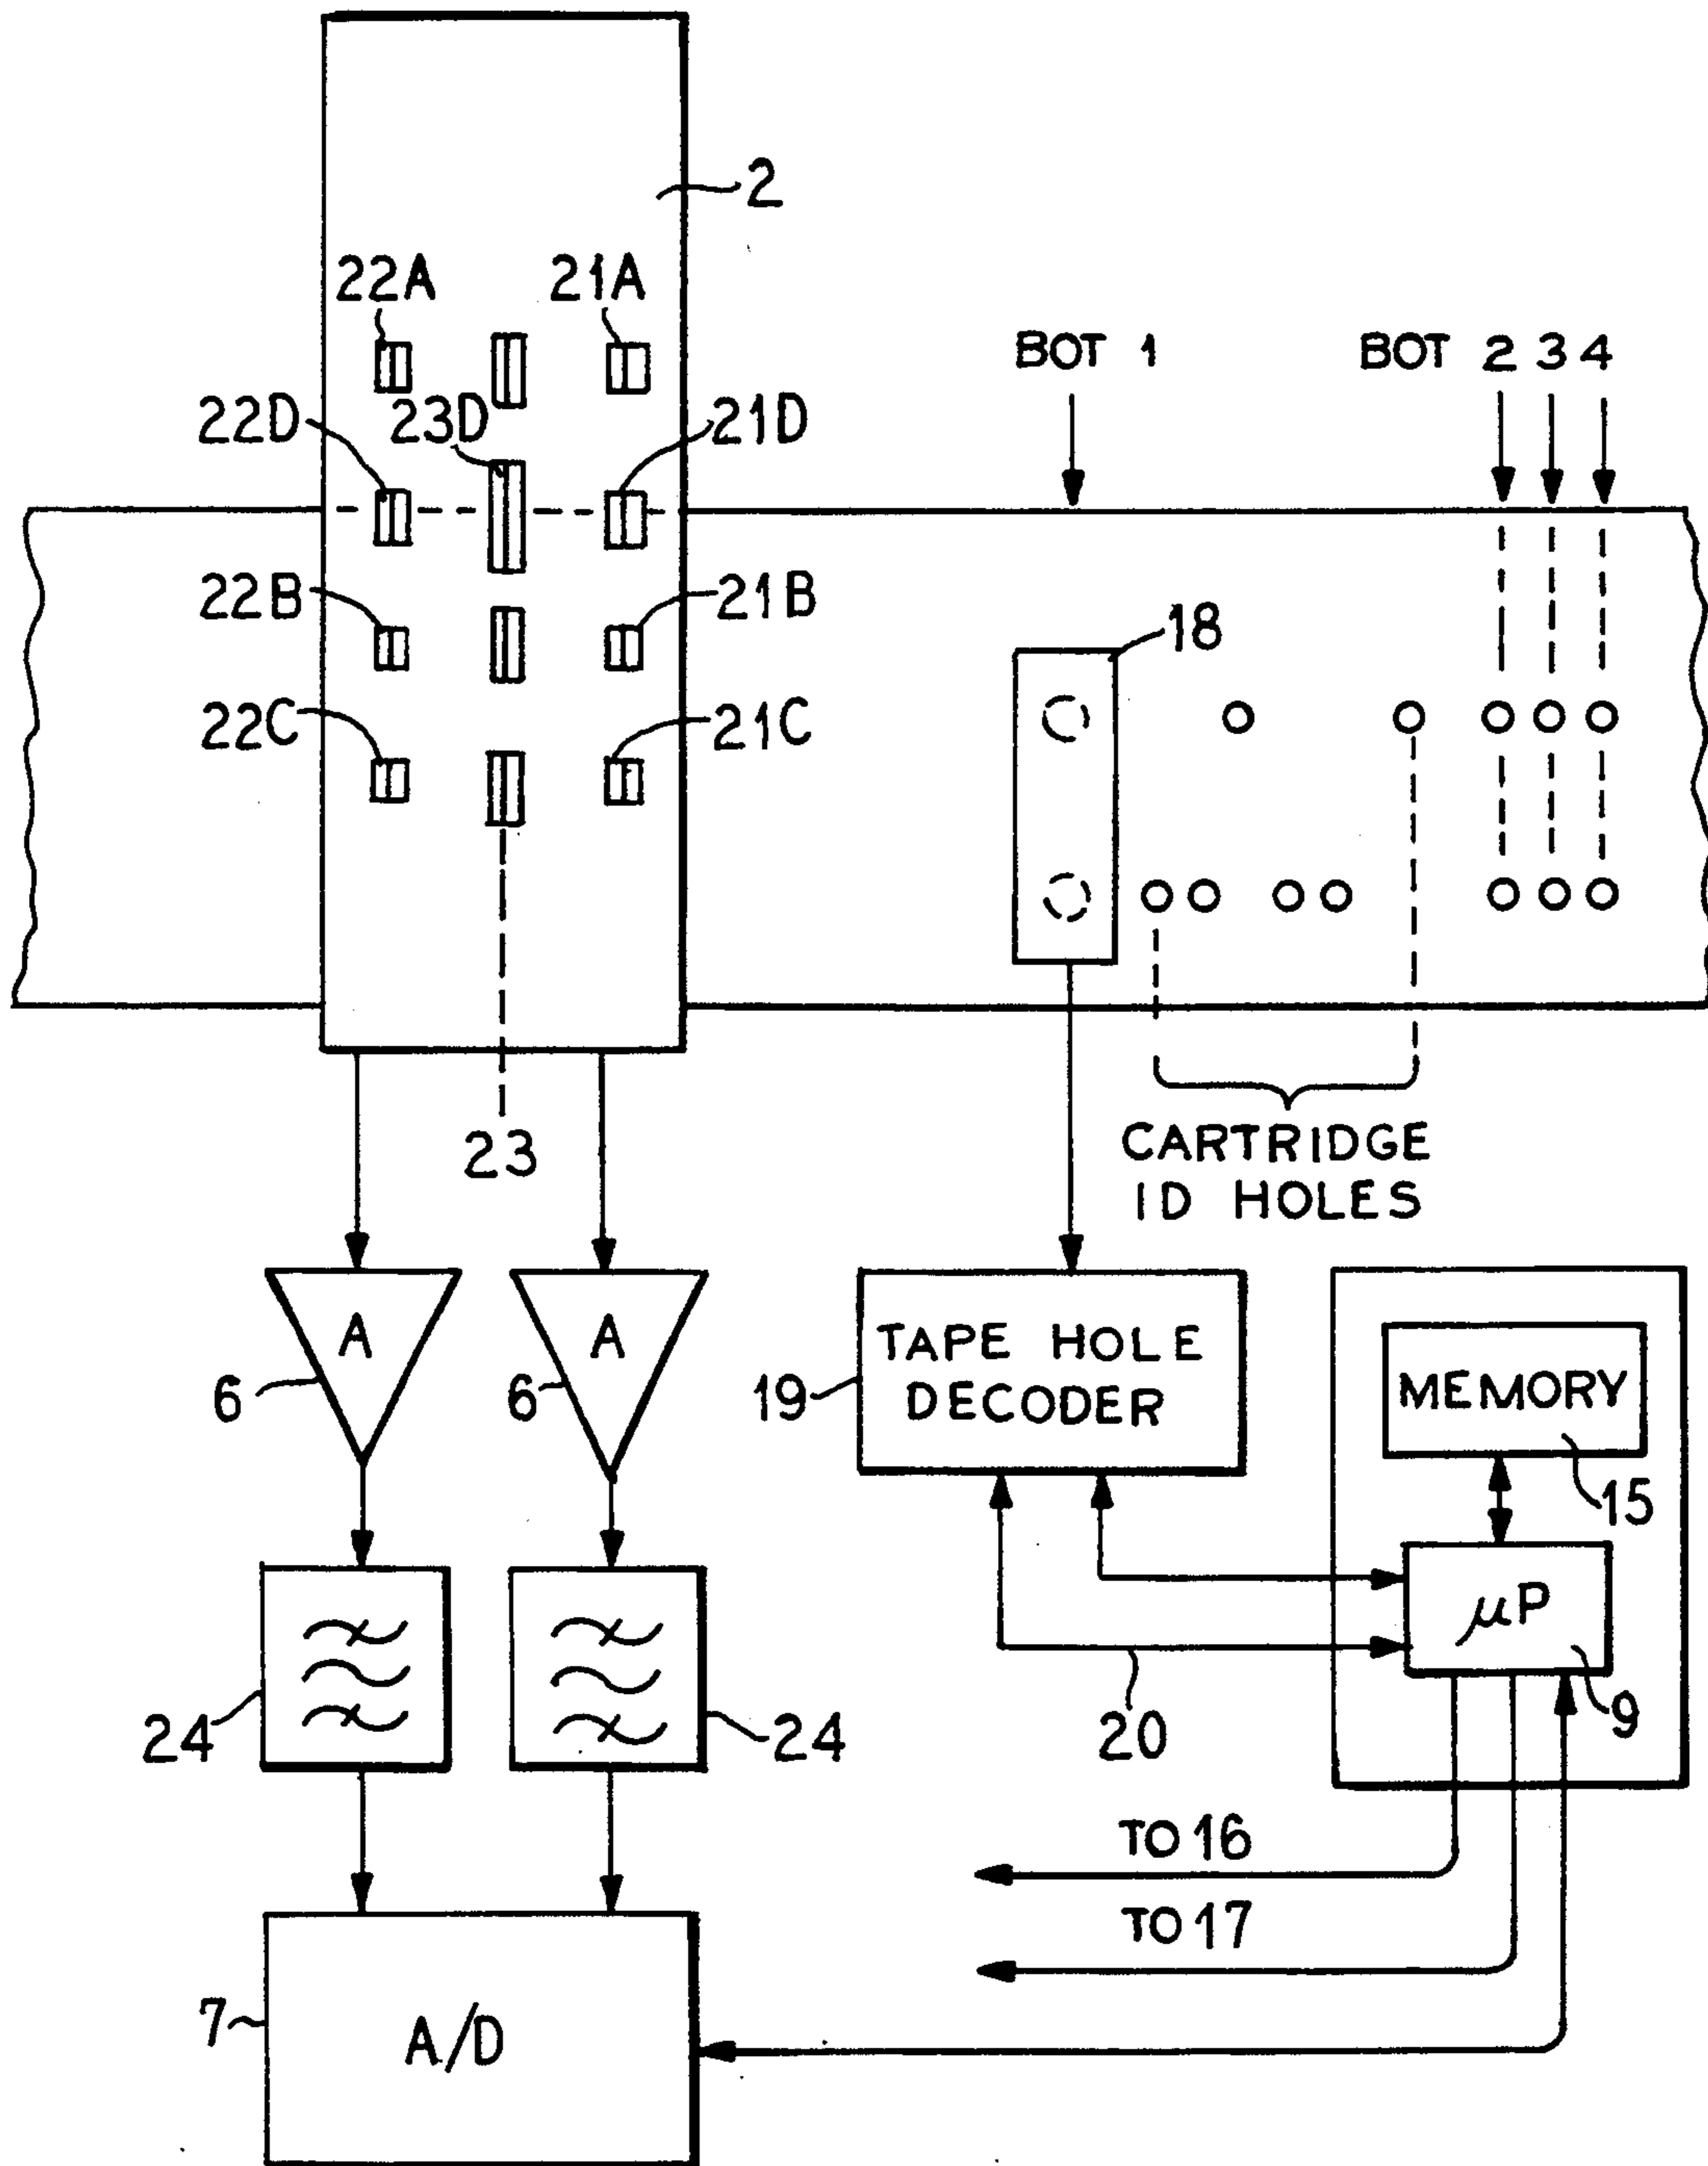 2
22A
21A
BOT 1
BOT 2 3 4
22D
23D
21D
22B
21B
18
22C
21C
23
CARTRIDGE
ID HOLES
A
A
6
6
TAPE HOLE
DECODER
19
MEMORY
15
μP
9
20
24
24
TO 16
TO 17
7
A/D